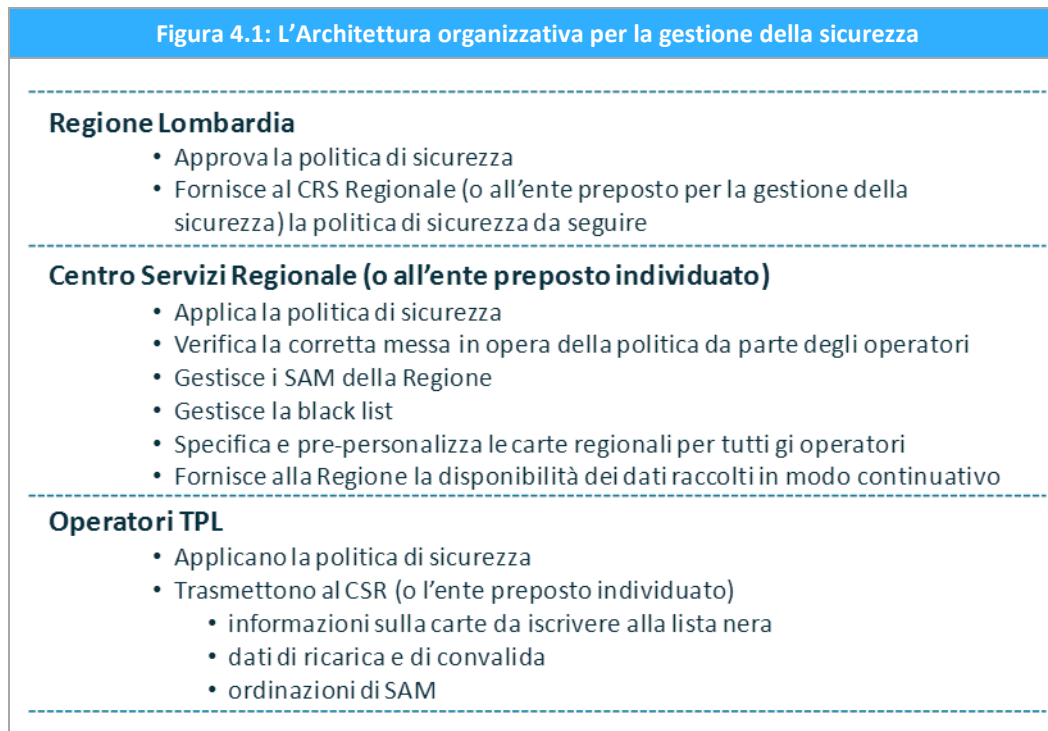 Figura 4.1: L'Architettura organizzativa per la gestione della sicurezza
Regione Lombardia
• Approva la politica di sicurezza
• Fornisce al CRS Regionale (o all'ente preposto per la gestione della
sicurezza) la politica di sicurezza da seguire
Centro Servizi Regionale (o all'ente preposto individuato)
• Applica la politica di sicurezza
• Verifica la corretta messa in opera della politica da parte degli operatori
• Gestisce i SAM della Regione
• Gestisce la black list
• Specifica e pre-personalizza le carte regionali per tutti gi operatori
• Fornisce alla Regione la disponibilità dei dati raccolti in modo continuativo
Operatori TPL
• Applicano la politica di sicurezza
• Trasmettono al CSR (o l'ente preposto individuato)
• informazioni sulla carte da iscrivere alla lista nera
• dati di ricarica e di convalida
• ordinazioni di SAM